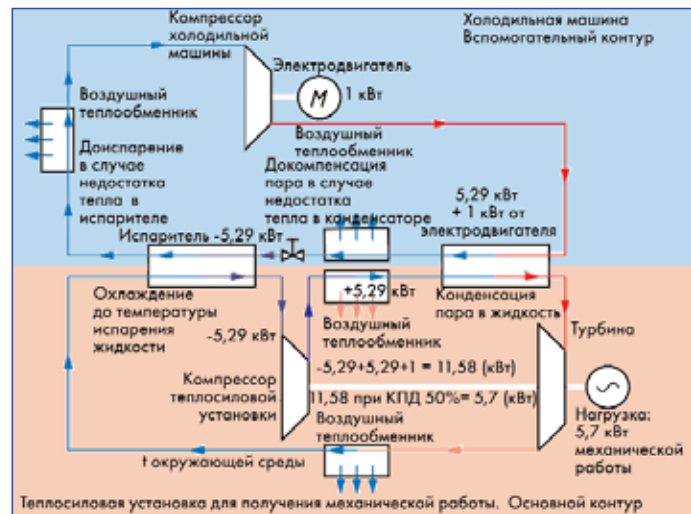 Компрессор
холодильной
машины
Холодильная машина
Вспомогательный контур
Электродвигатель
M
1 кВт
Воздушный
теплообменник
Воздушный
теплообменник
Доиспарение
в случае
недостатка
тепла в
испарителе
Докомпенсация
пара в случае
недостатка
тепла в конденсаторе
5,29 кВт
+ 1 кВт от
электродвигателя
Испаритель -5,29 кВт
Охлаждение
до температуры
испарения
жидкости
+5,29 кВт
Конденсация
пара в жидкость
-5,29 кВт
Воздушный
теплообменник
Турбина
-5,29+5,29+1 = 11,58 (кВт)
Компрессор
теплосиловой
установки
11,58 при КПД 50%= 5,7 (кВт)
Воздушный
теплообменник
Нагрузка:
5,7 кВт
механической
работы
t окружающей среды
Теплосиловая установка для получения механической работы. Основной контур